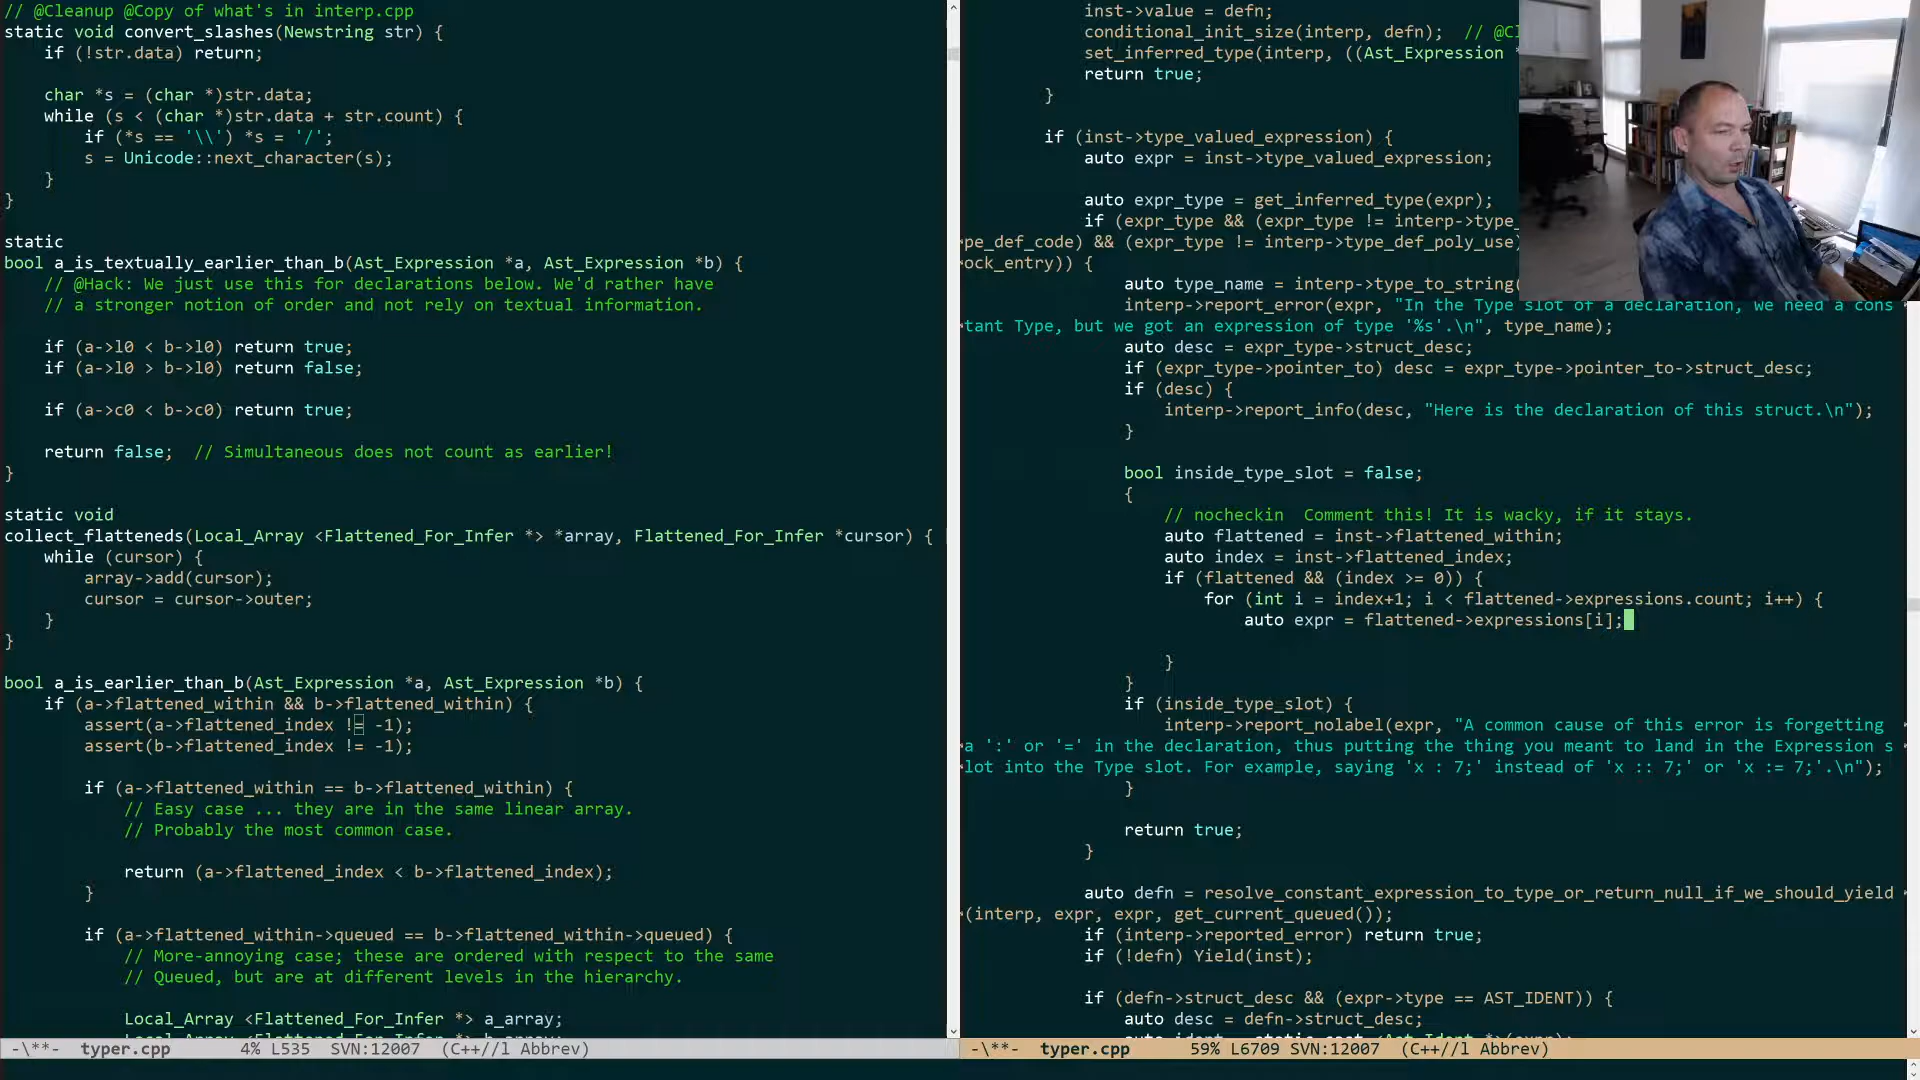 // @Cleanup @Copy of what's in interp.cpp
static void convert_slashes(Newstring str) {
    if (!str.data) return;

    char *s = (char *)str.data;
    while (s < (char *)str.data + str.count) {
        if (*s == '\\') *s = '/';
        s = Unicode::next_character(s);
    }
}

static
bool a_is_textually_earlier_than_b(Ast_Expression *a, Ast_Expression *b) {
    // @Hack: We just use this for declarations below. We'd rather have
    // a stronger notion of order and not rely on textual information.

    if (a->l0 < b->l0) return true;
    if (a->l0 > b->l0) return false;

    if (a->c0 < b->c0) return true;

    return false;  // Simultaneous does not count as earlier!
}

static void
collect_flatteneds(Local_Array <Flattened_For_Infer *> *array, Flattened_For_Infer *cursor) {
    while (cursor) {
        array->add(cursor);
        cursor = cursor->outer;
    }
}

bool a_is_earlier_than_b(Ast_Expression *a, Ast_Expression *b) {
    if (a->flattened_within && b->flattened_within) {
        assert(a->flattened_index != -1);
        assert(b->flattened_index != -1);

        if (a->flattened_within == b->flattened_within) {
            // Easy case ... they are in the same linear array.
            // Probably the most common case.

            return (a->flattened_index < b->flattened_index);
        }

        if (a->flattened_within->queued == b->flattened_within->queued) {
            // More-annoying case; these are ordered with respect to the same
            // Queued, but are at different levels in the hierarchy.

            Local_Array <Flattened_For_Infer *> a_array;
-\**-  typer.cpp       4% L535  SVN:12007  (C++//l Abbrev)
            inst->value = defn;
            conditional_init_size(interp, defn);  // @Cl
            set_inferred_type(interp, ((Ast_Expression *
            return true;
        }

        if (inst->type_valued_expression) {
            auto expr = inst->type_valued_expression;

            auto expr_type = get_inferred_type(expr);
            if (expr_type && (expr_type != interp->type_
pe_def_code) && (expr_type != interp->type_def_poly_use)
ock_entry)) {
                auto type_name = interp->type_to_string(
                interp->report_error(expr, "In the Type slot of a declaration, we need a cons
tant Type, but we got an expression of type '%s'.\n", type_name);
                auto desc = expr_type->struct_desc;
                if (expr_type->pointer_to) desc = expr_type->pointer_to->struct_desc;
                if (desc) {
                    interp->report_info(desc, "Here is the declaration of this struct.\n");
                }

                bool inside_type_slot = false;
                {
                    // nocheckin  Comment this! It is wacky, if it stays.
                    auto flattened = inst->flattened_within;
                    auto index = inst->flattened_index;
                    if (flattened && (index >= 0)) {
                        for (int i = index+1; i < flattened->expressions.count; i++) {
                            auto expr = flattened->expressions[i];

                    }
                }
                if (inside_type_slot) {
                    interp->report_nolabel(expr, "A common cause of this error is forgetting
a ':' or '=' in the declaration, thus putting the thing you meant to land in the Expression s
lot into the Type slot. For example, saying 'x : 7;' instead of 'x :: 7;' or 'x := 7;'.\n");
                }

                return true;
            }

            auto defn = resolve_constant_expression_to_type_or_return_null_if_we_should_yield
(interp, expr, expr, get_current_queued());
            if (interp->reported_error) return true;
            if (!defn) Yield(inst);

            if (defn->struct_desc && (expr->type == AST_IDENT)) {
                auto desc = defn->struct_desc;
-\**-  typer.cpp      59% L6709 SVN:12007  (C++//l Abbrev)